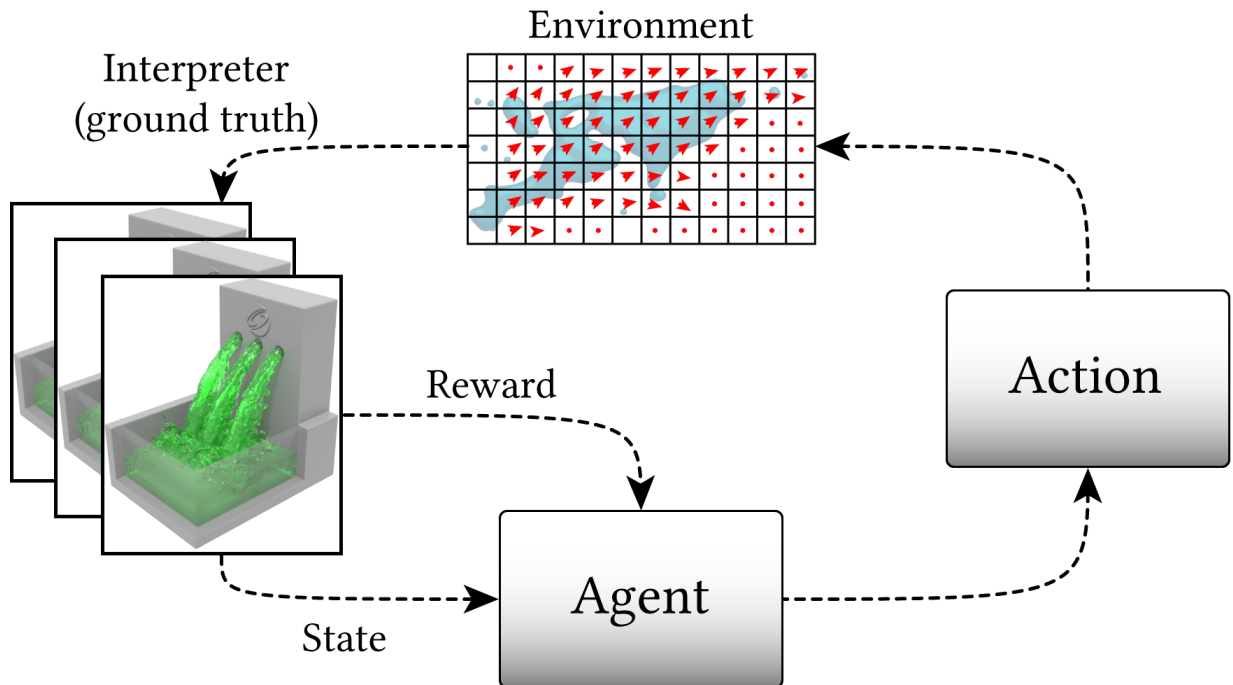 Environment
Interpreter
(ground truth)
Reward
Action
Agent
State